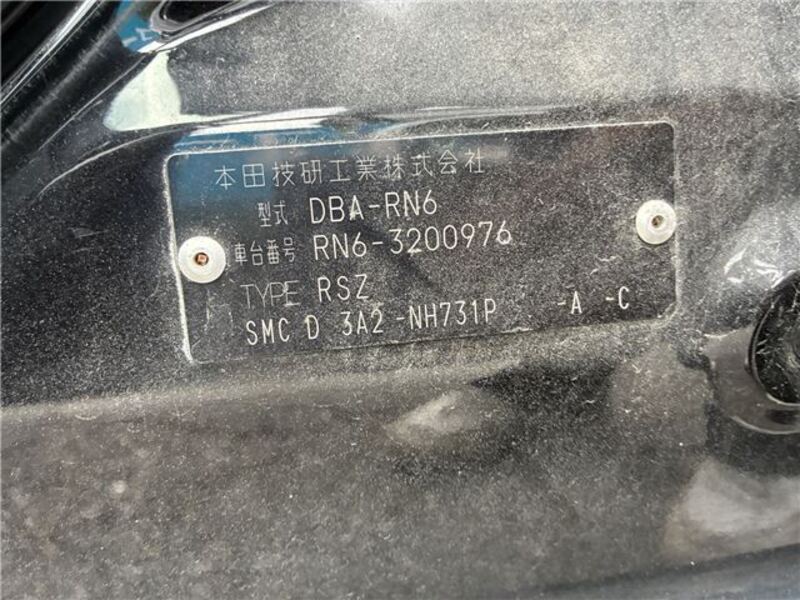 本田技研工業株式会社
型式 DBA-RN6
車台番号 RN6-3200976
TYPE RSZ
SMC D 3A2 -NH731P -A -C